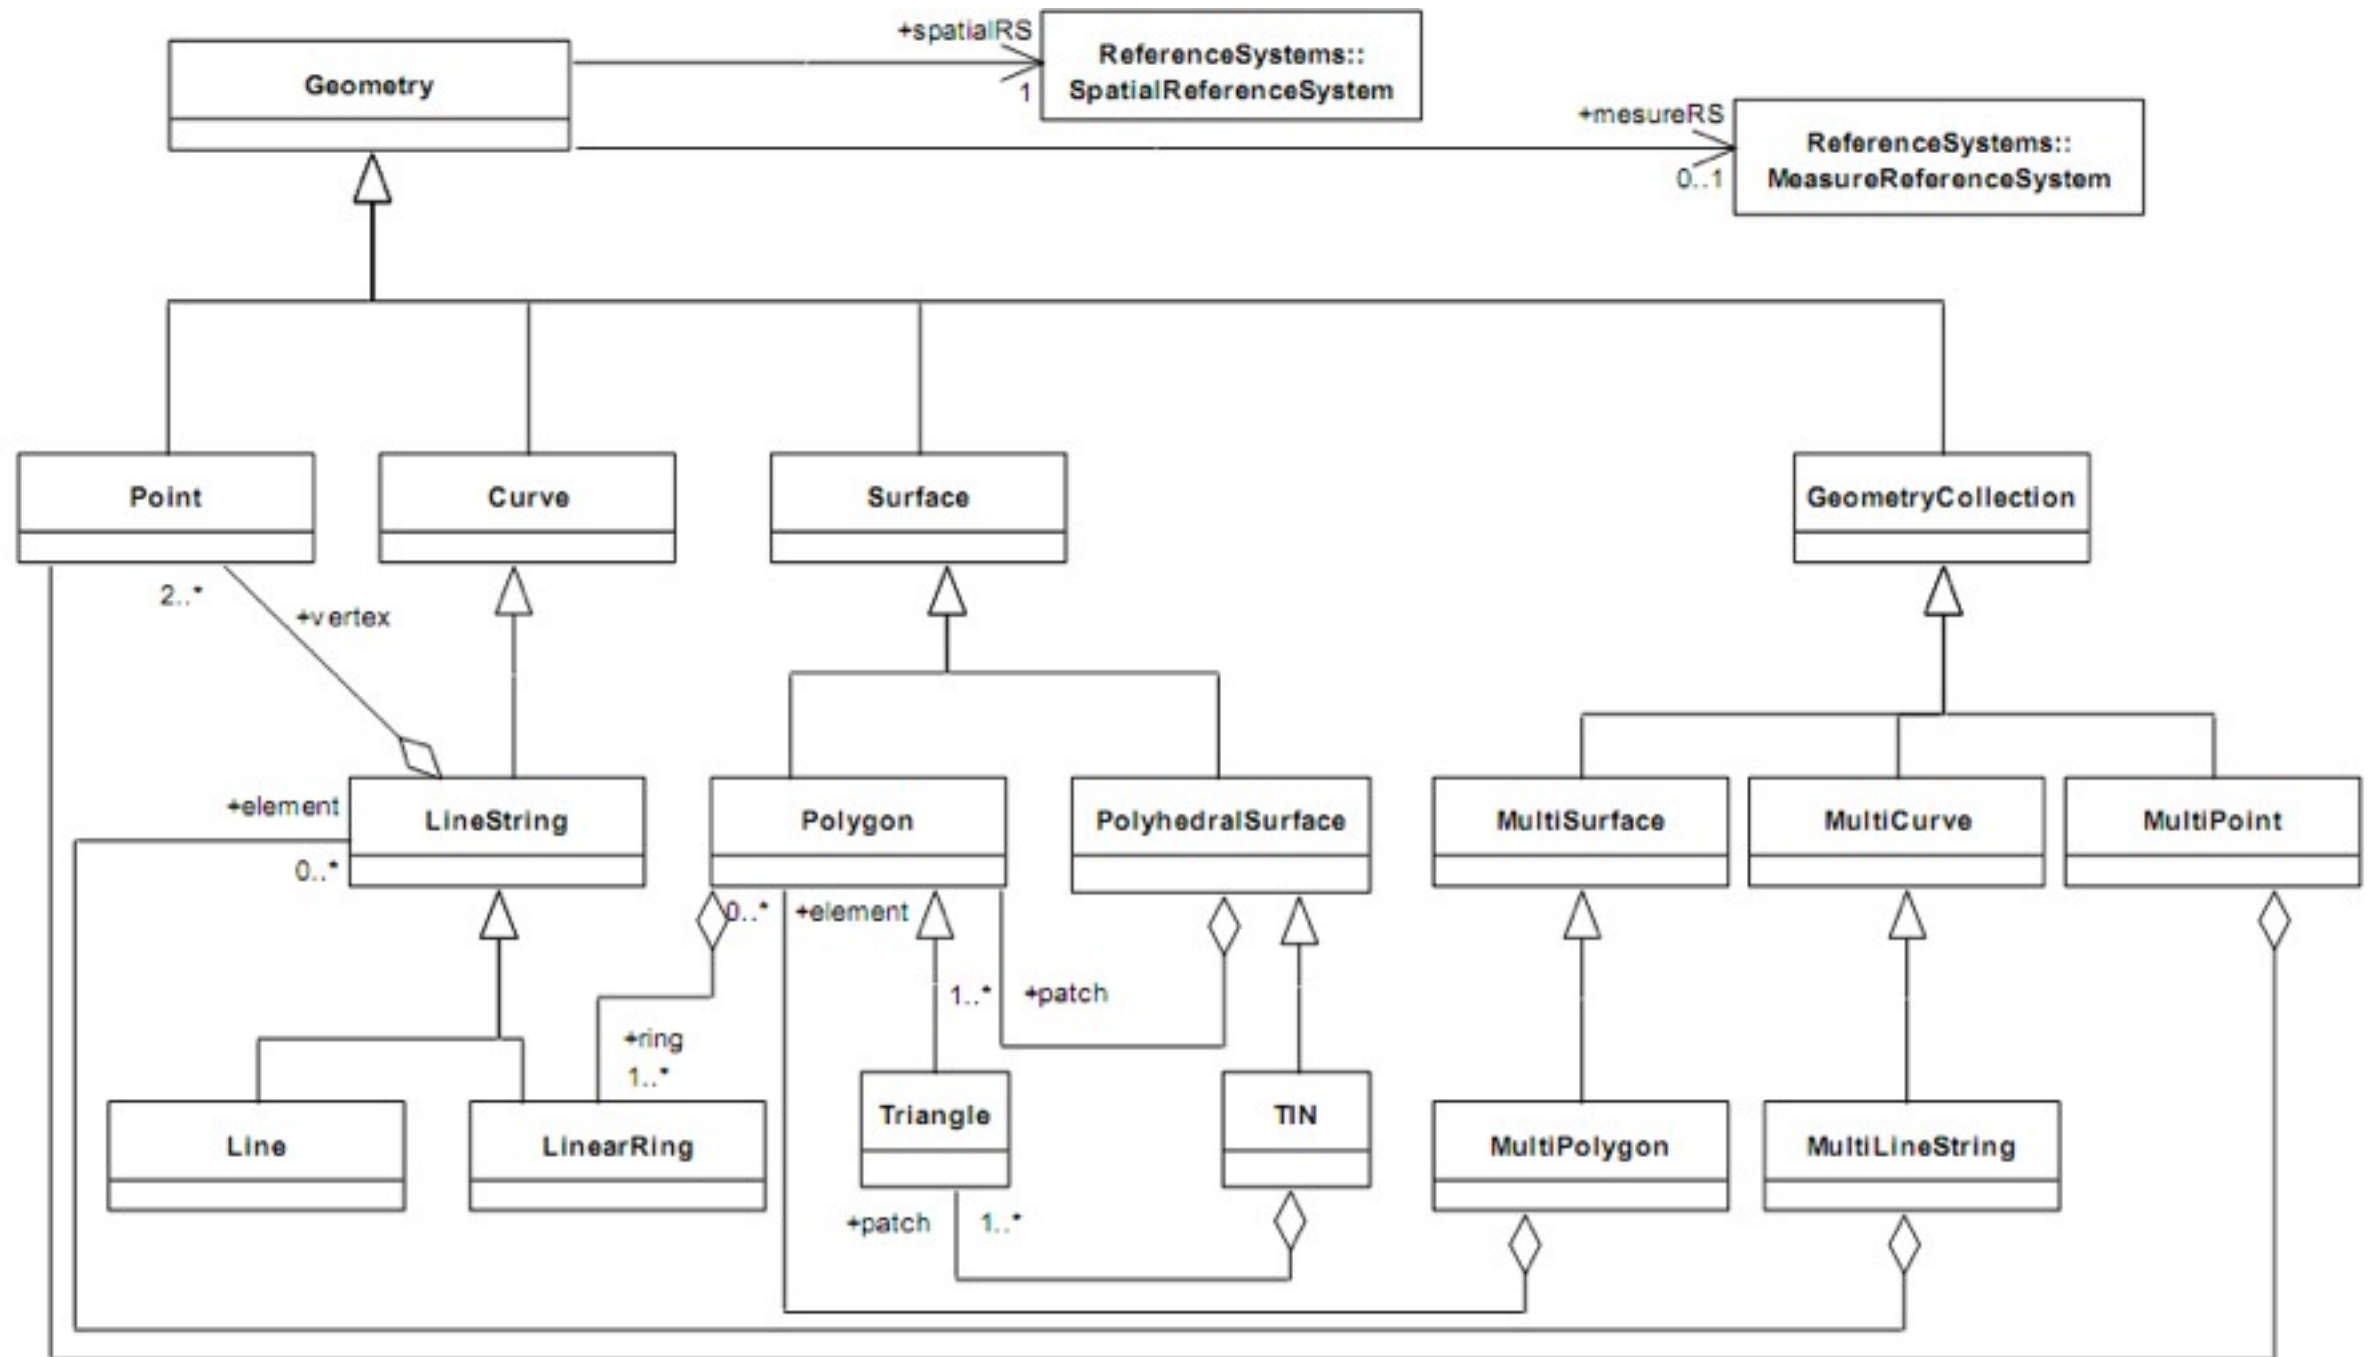 +spatialRS
ReferenceSystems::
SpatialReferenceSystem
1
Geometry
+mesureRS
ReferenceSystems::
MeasureReferenceSystem
0..1
Point
Curve
Surface
GeometryCollection
2..*
+vertex
+element
LineString
0..*
Polygon
PolyhedralSurface
MultiSurface
MultiCurve
MultiPoint
0..*
+element
1..*
+patch
+ring
1..*
Line
LinearRing
Triangle
TIN
MultiPolygon
MultiLineString
+patch
1..*